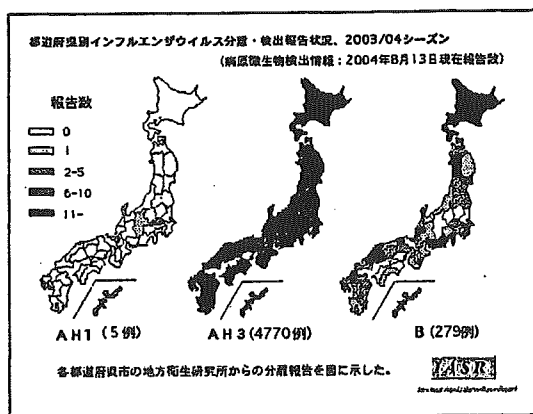 都道府県別インフルエンザウイルス分離・検出報告状況、2003/04シーズン
(病原微生物検出情報:2004年8月13日現在報告数)
報告数
0
1
2-5
6-10
11-
AH1 (5例)
AH3 (4770例)
B (279例)
各都道府県市の地方衛生研究所からの分離報告を図に示した。
IASR